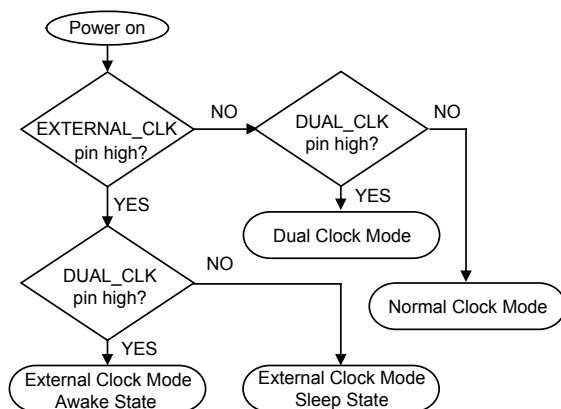 Power on
EXTERNAL_CLK
pin high?
NO
DUAL_CLK
pin high?
NO
YES
YES
Dual Clock Mode
DUAL_CLK
pin high?
NO
Normal Clock Mode
YES
External Clock Mode
Awake State
External Clock Mode
Sleep State